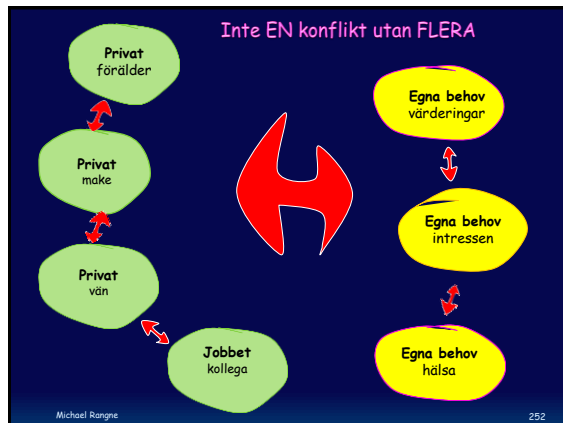 Inte EN konflikt utan FLERA
Privat
förälder
Privat
make
Privat
vän
Jobbet
kollega
Egna behov
värderingar
Egna behov
intressen
Egna behov
hälsa
Michael Rangne
252